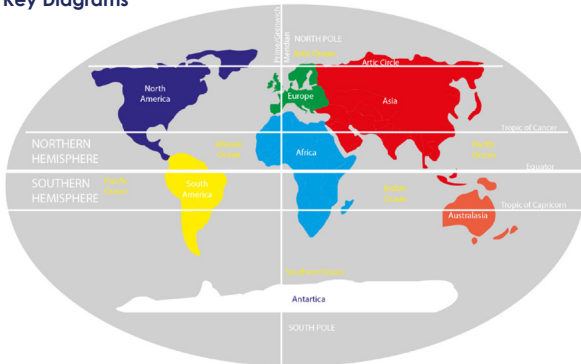 Key Diagrams
Prime/Greenwich
Meridian
NORTH POLE
Artic Ocean
Artic Circle
North
America
Europe
Asia
Tropic of Cancer
NORTHERN
HEMISPHERE
Atlantic
Ocean
Africa
Pacific
Ocean
Equator
SOUTHERN
HEMISPHERE
Pacific
Ocean
South
America
Indian
Ocean
Tropic of Capricorn
Australasia
Southern Ocean
Antartica
SOUTH POLE